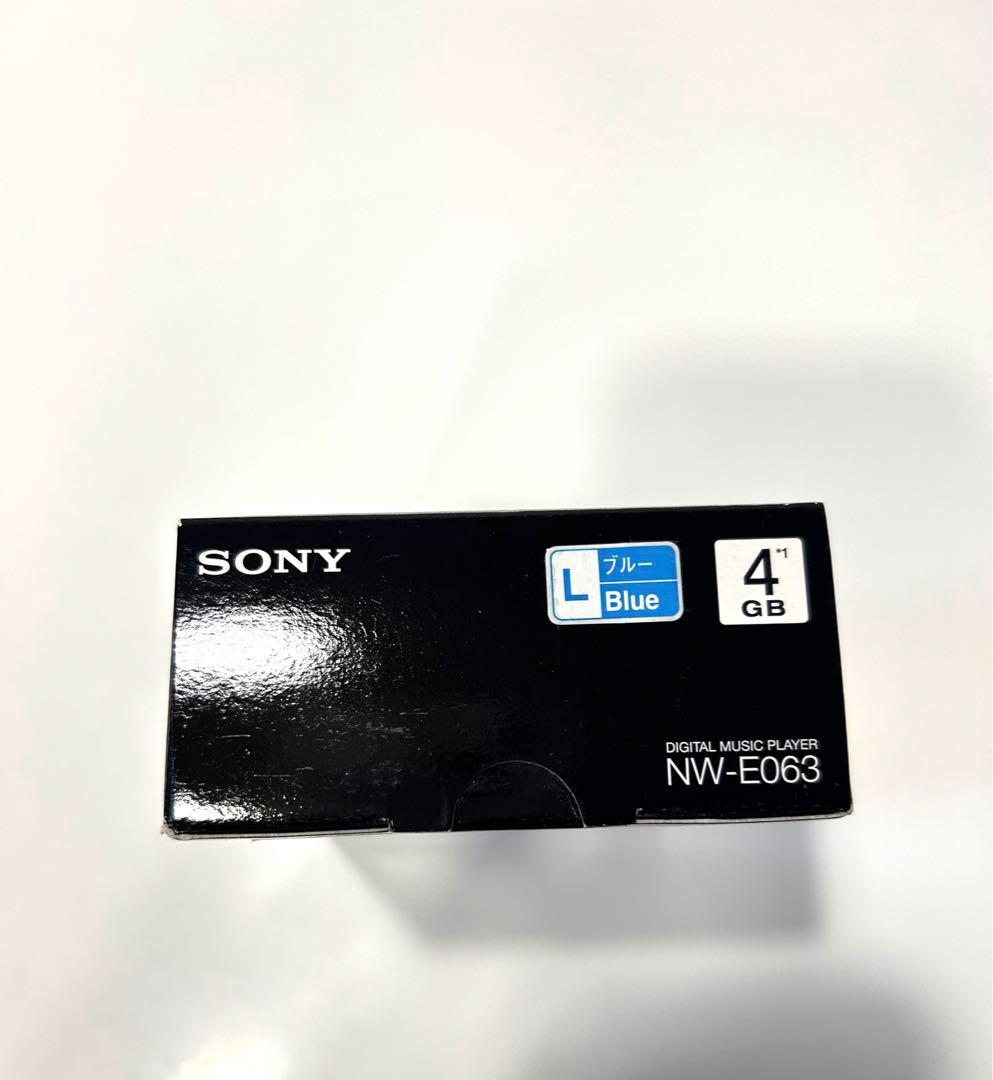 SONY
L
ブルー
Blue
4*1
GB
DIGITAL MUSIC PLAYER
NW-E063